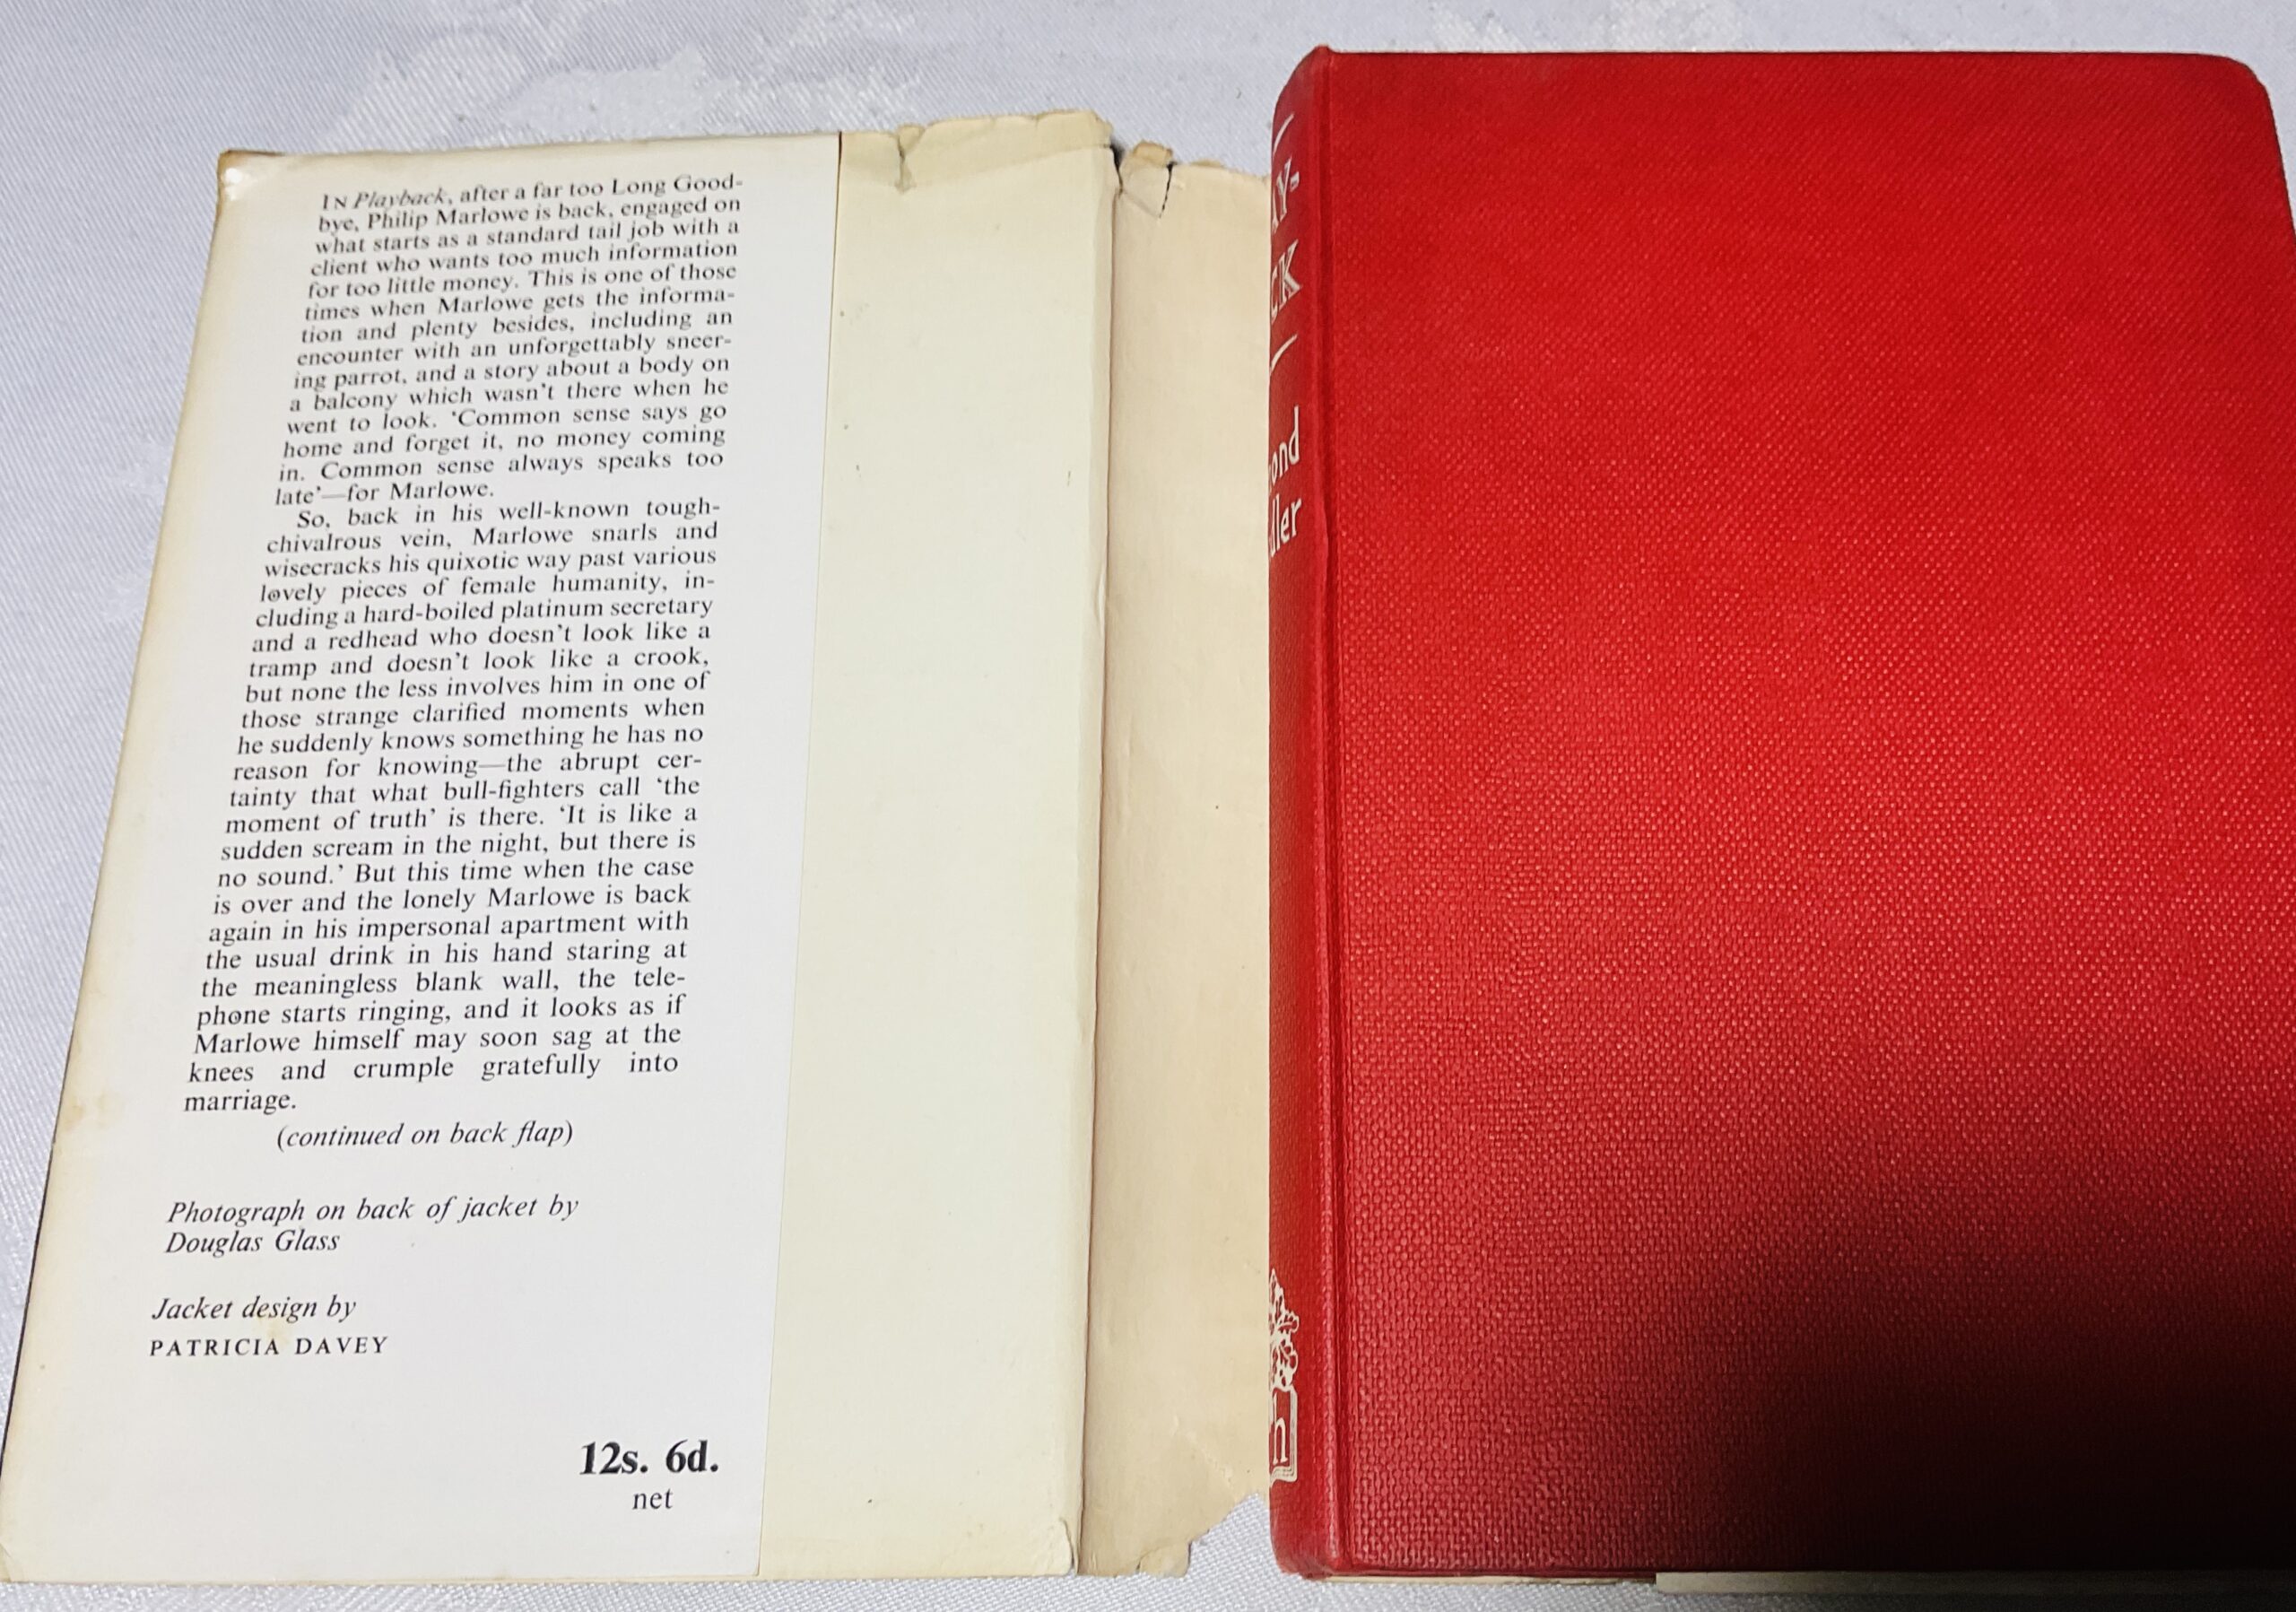 IN Playback, after a far too Long Good-
bye, Philip Marlowe is back, engaged on
what starts as a standard tail job with a
client who wants too much information
for too little money. This is one of those
times when Marlowe gets the informa-
tion and plenty besides, including an
encounter with an unforgettably sneer-
ing parrot, and a story about a body on
a balcony which wasn't there when he
went to look. 'Common sense says go
home and forget it, no money coming
in. Common sense always speaks too
late'—for Marlowe.
So, back in his well-known tough-
chivalrous vein, Marlowe snarls and
wisecracks his quixotic way past various
lovely pieces of female humanity, in-
cluding a hard-boiled platinum secretary
and a redhead who doesn't look like a
tramp and doesn't look like a crook,
but none the less involves him in one of
those strange clarified moments when
he suddenly knows something he has no
reason for knowing—the abrupt cer-
tainty that what bull-fighters call 'the
moment of truth' is there. 'It is like a
sudden scream in the night, but there is
no sound.' But this time when the case
is over and the lonely Marlowe is back
again in his impersonal apartment with
the usual drink in his hand staring at
the meaningless blank wall, the tele-
phone starts ringing, and it looks as if
Marlowe himself may soon sag at the
knees and crumple gratefully into
marriage.
(continued on back flap)
Photograph on back of jacket by
Douglas Glass
Jacket design by
PATRICIA DAVEY
12s. 6d.
net
AY-
CK
ond
dler
h